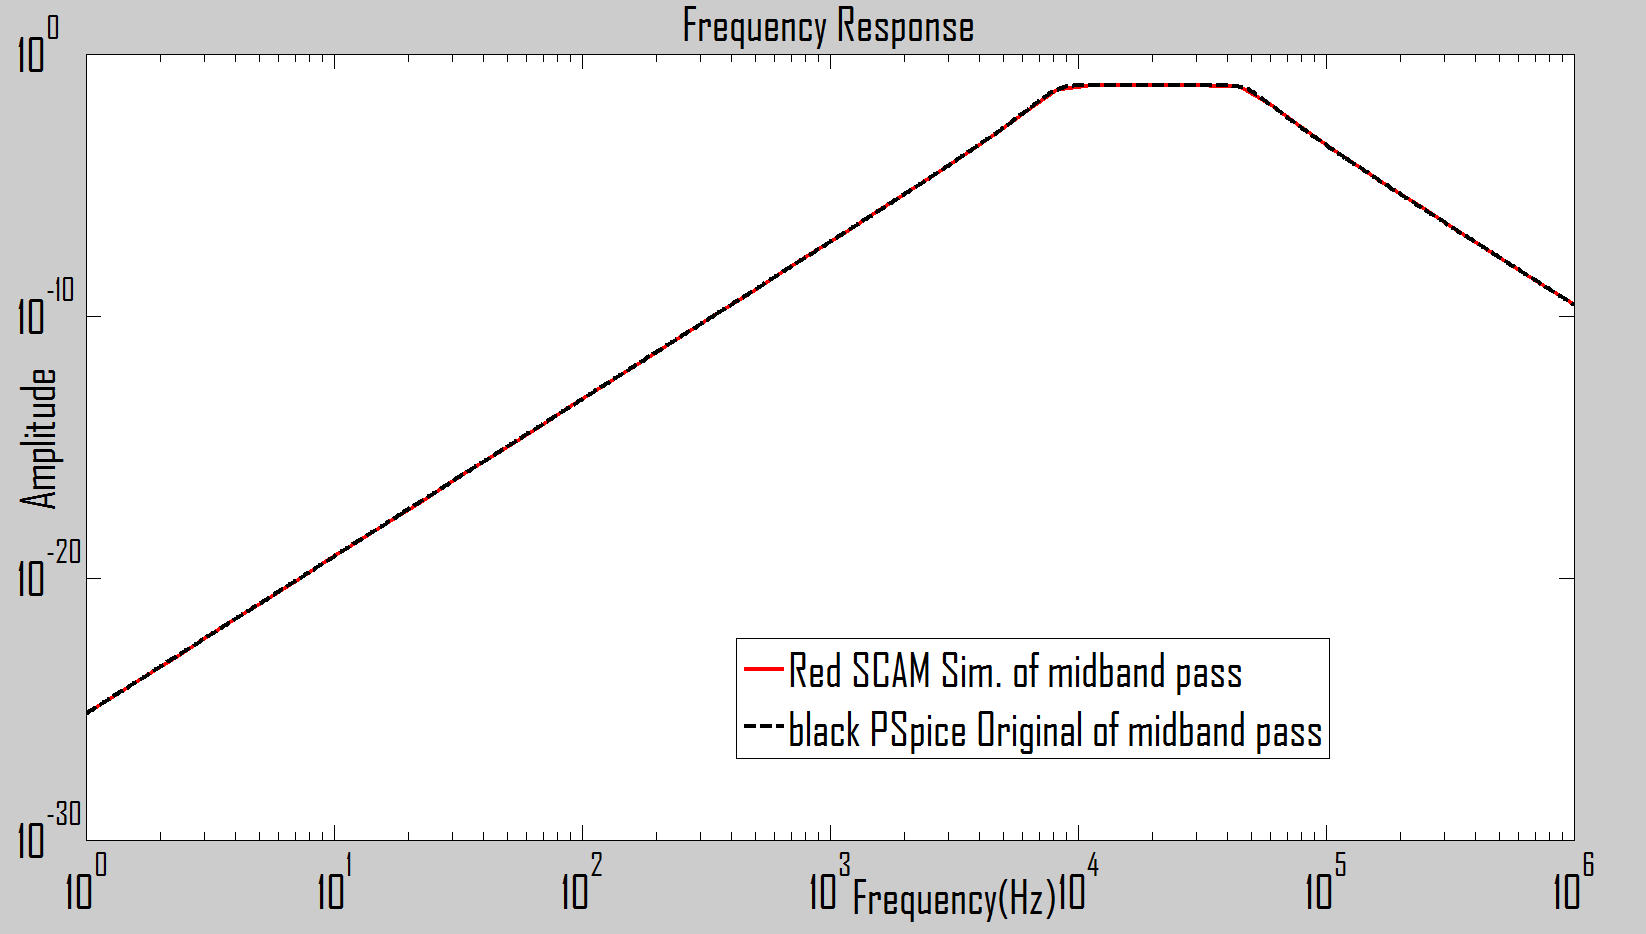 Frequency Response
10^0
10^-10
Amplitude
10^-20
10^-30
Red SCAM Sim. of midband pass
black PSpice Original of midband pass
10^0 10^1 10^2 10^3 10^4 10^5 10^6
Frequency(Hz)